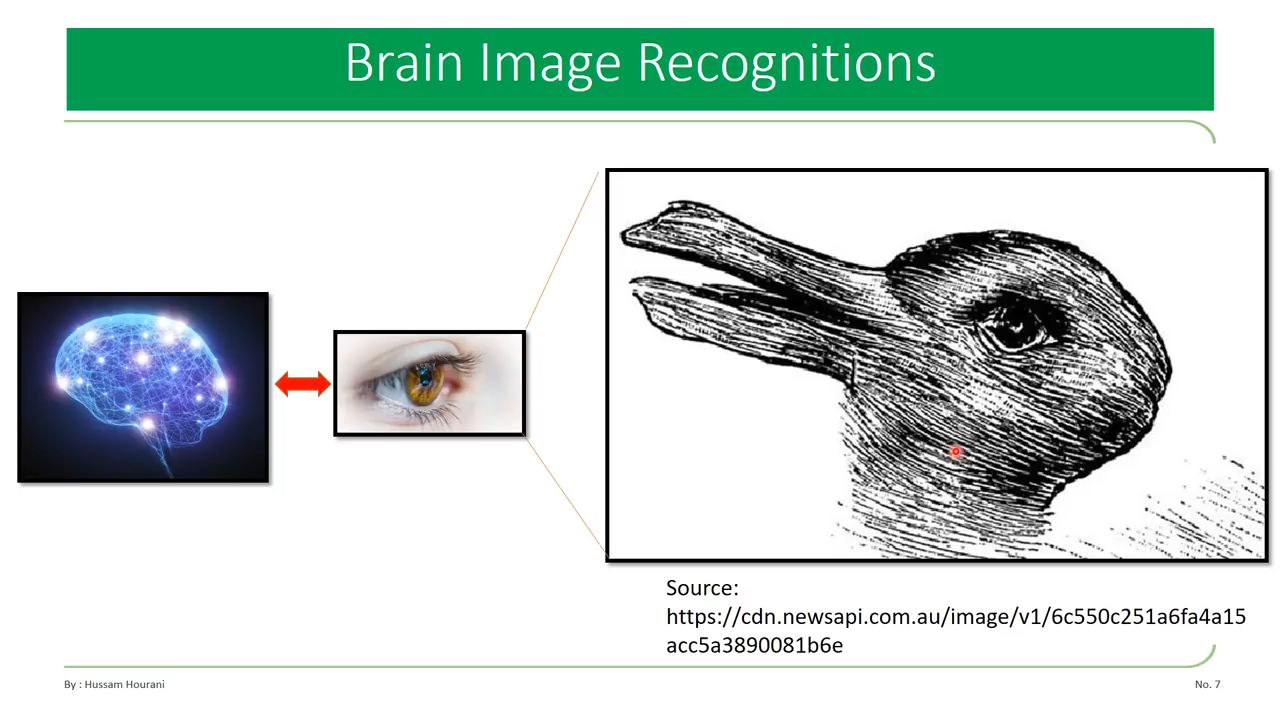 Brain Image Recognitions
Source:
https://cdn.newsapi.com.au/image/v1/6c550c251a6fa4a15
acc5a3890081b6e
By : Hussam Hourani
No. 7